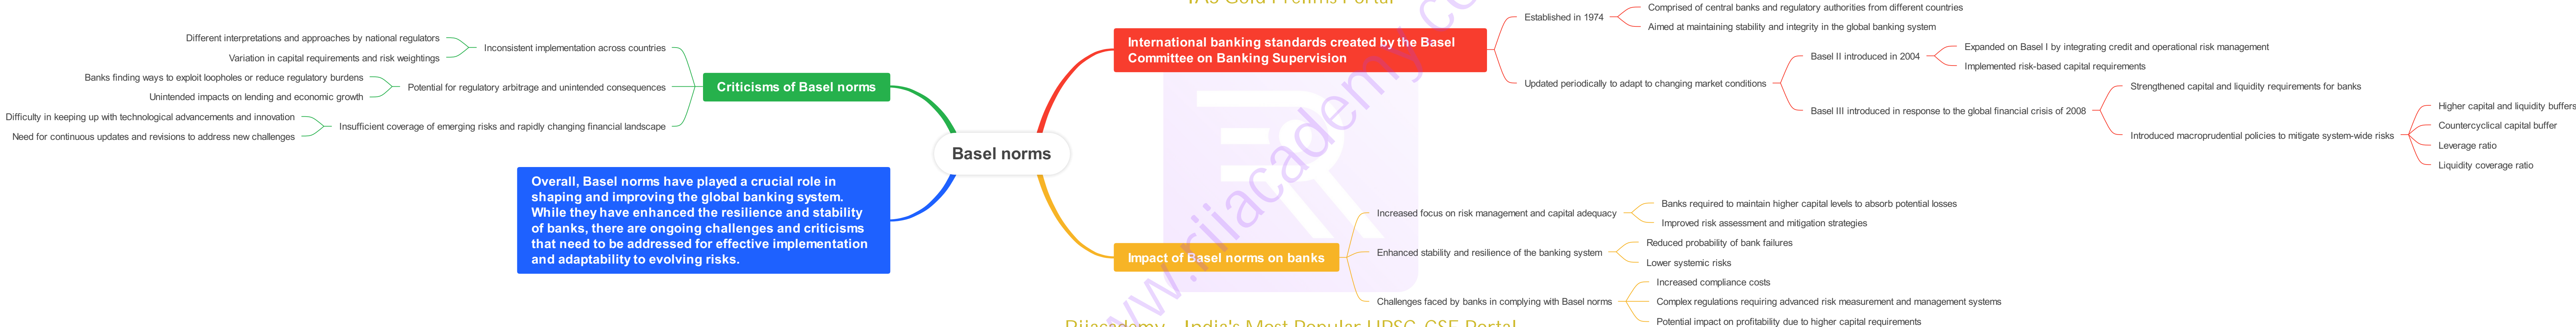 IAS Gold Prelims Portal
Basel norms
International banking standards created by the Basel
Committee on Banking Supervision
Established in 1974
Comprised of central banks and regulatory authorities from different countries
Aimed at maintaining stability and integrity in the global banking system
Updated periodically to adapt to changing market conditions
Basel II introduced in 2004
Expanded on Basel I by integrating credit and operational risk management
Implemented risk-based capital requirements
Basel III introduced in response to the global financial crisis of 2008
Strengthened capital and liquidity requirements for banks
Introduced macroprudential policies to mitigate system-wide risks
Higher capital and liquidity buffers
Countercyclical capital buffer
Leverage ratio
Liquidity coverage ratio
Impact of Basel norms on banks
Increased focus on risk management and capital adequacy
Banks required to maintain higher capital levels to absorb potential losses
Improved risk assessment and mitigation strategies
Enhanced stability and resilience of the banking system
Reduced probability of bank failures
Lower systemic risks
Challenges faced by banks in complying with Basel norms
Increased compliance costs
Complex regulations requiring advanced risk measurement and management systems
Potential impact on profitability due to higher capital requirements
Criticisms of Basel norms
Inconsistent implementation across countries
Different interpretations and approaches by national regulators
Variation in capital requirements and risk weightings
Potential for regulatory arbitrage and unintended consequences
Banks finding ways to exploit loopholes or reduce regulatory burdens
Unintended impacts on lending and economic growth
Insufficient coverage of emerging risks and rapidly changing financial landscape
Difficulty in keeping up with technological advancements and innovation
Need for continuous updates and revisions to address new challenges
Overall, Basel norms have played a crucial role in
shaping and improving the global banking system.
While they have enhanced the resilience and stability
of banks, there are ongoing challenges and criticisms
that need to be addressed for effective implementation
and adaptability to evolving risks.
Rijacademy - India's Most Popular UPSC-CSE Portal